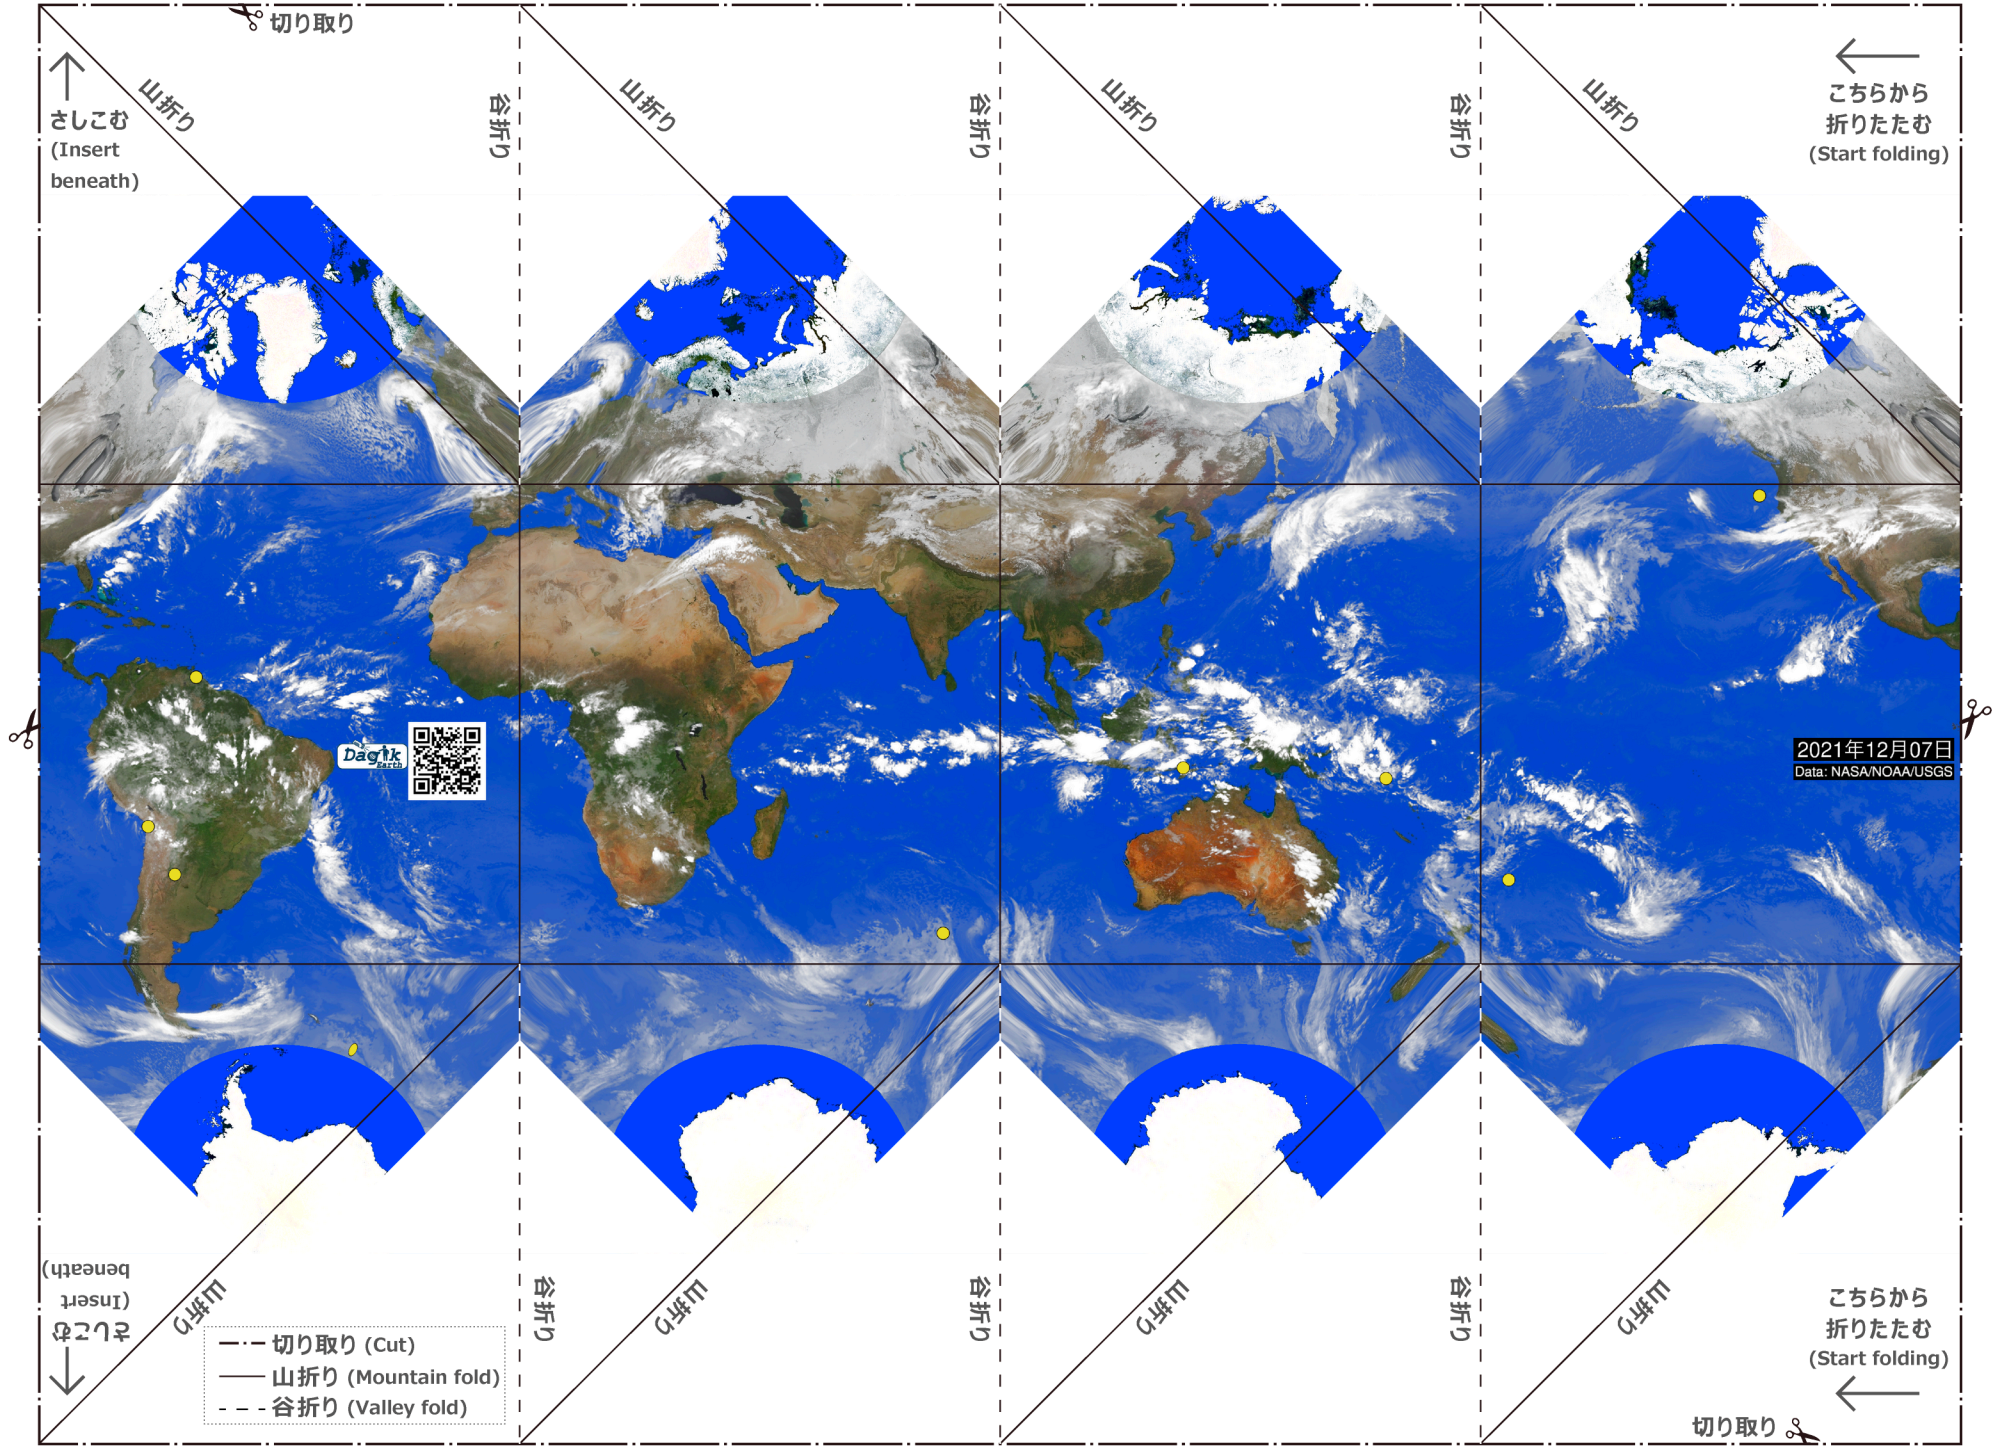 切り取り
山折り
山折り
山折り
山折り
谷折り
谷折り
谷折り
さしこむ
(Insert
beneath)
こちらから
折りたたむ
(Start folding)
Dagik
Earth
2021年12月07日
Data: NASA/NOAA/USGS
さしこむ
(Insert
beneath)
山折り
山折り
山折り
山折り
谷折り
谷折り
谷折り
切り取り (Cut)
山折り (Mountain fold)
谷折り (Valley fold)
こちらから
折りたたむ
(Start folding)
切り取り